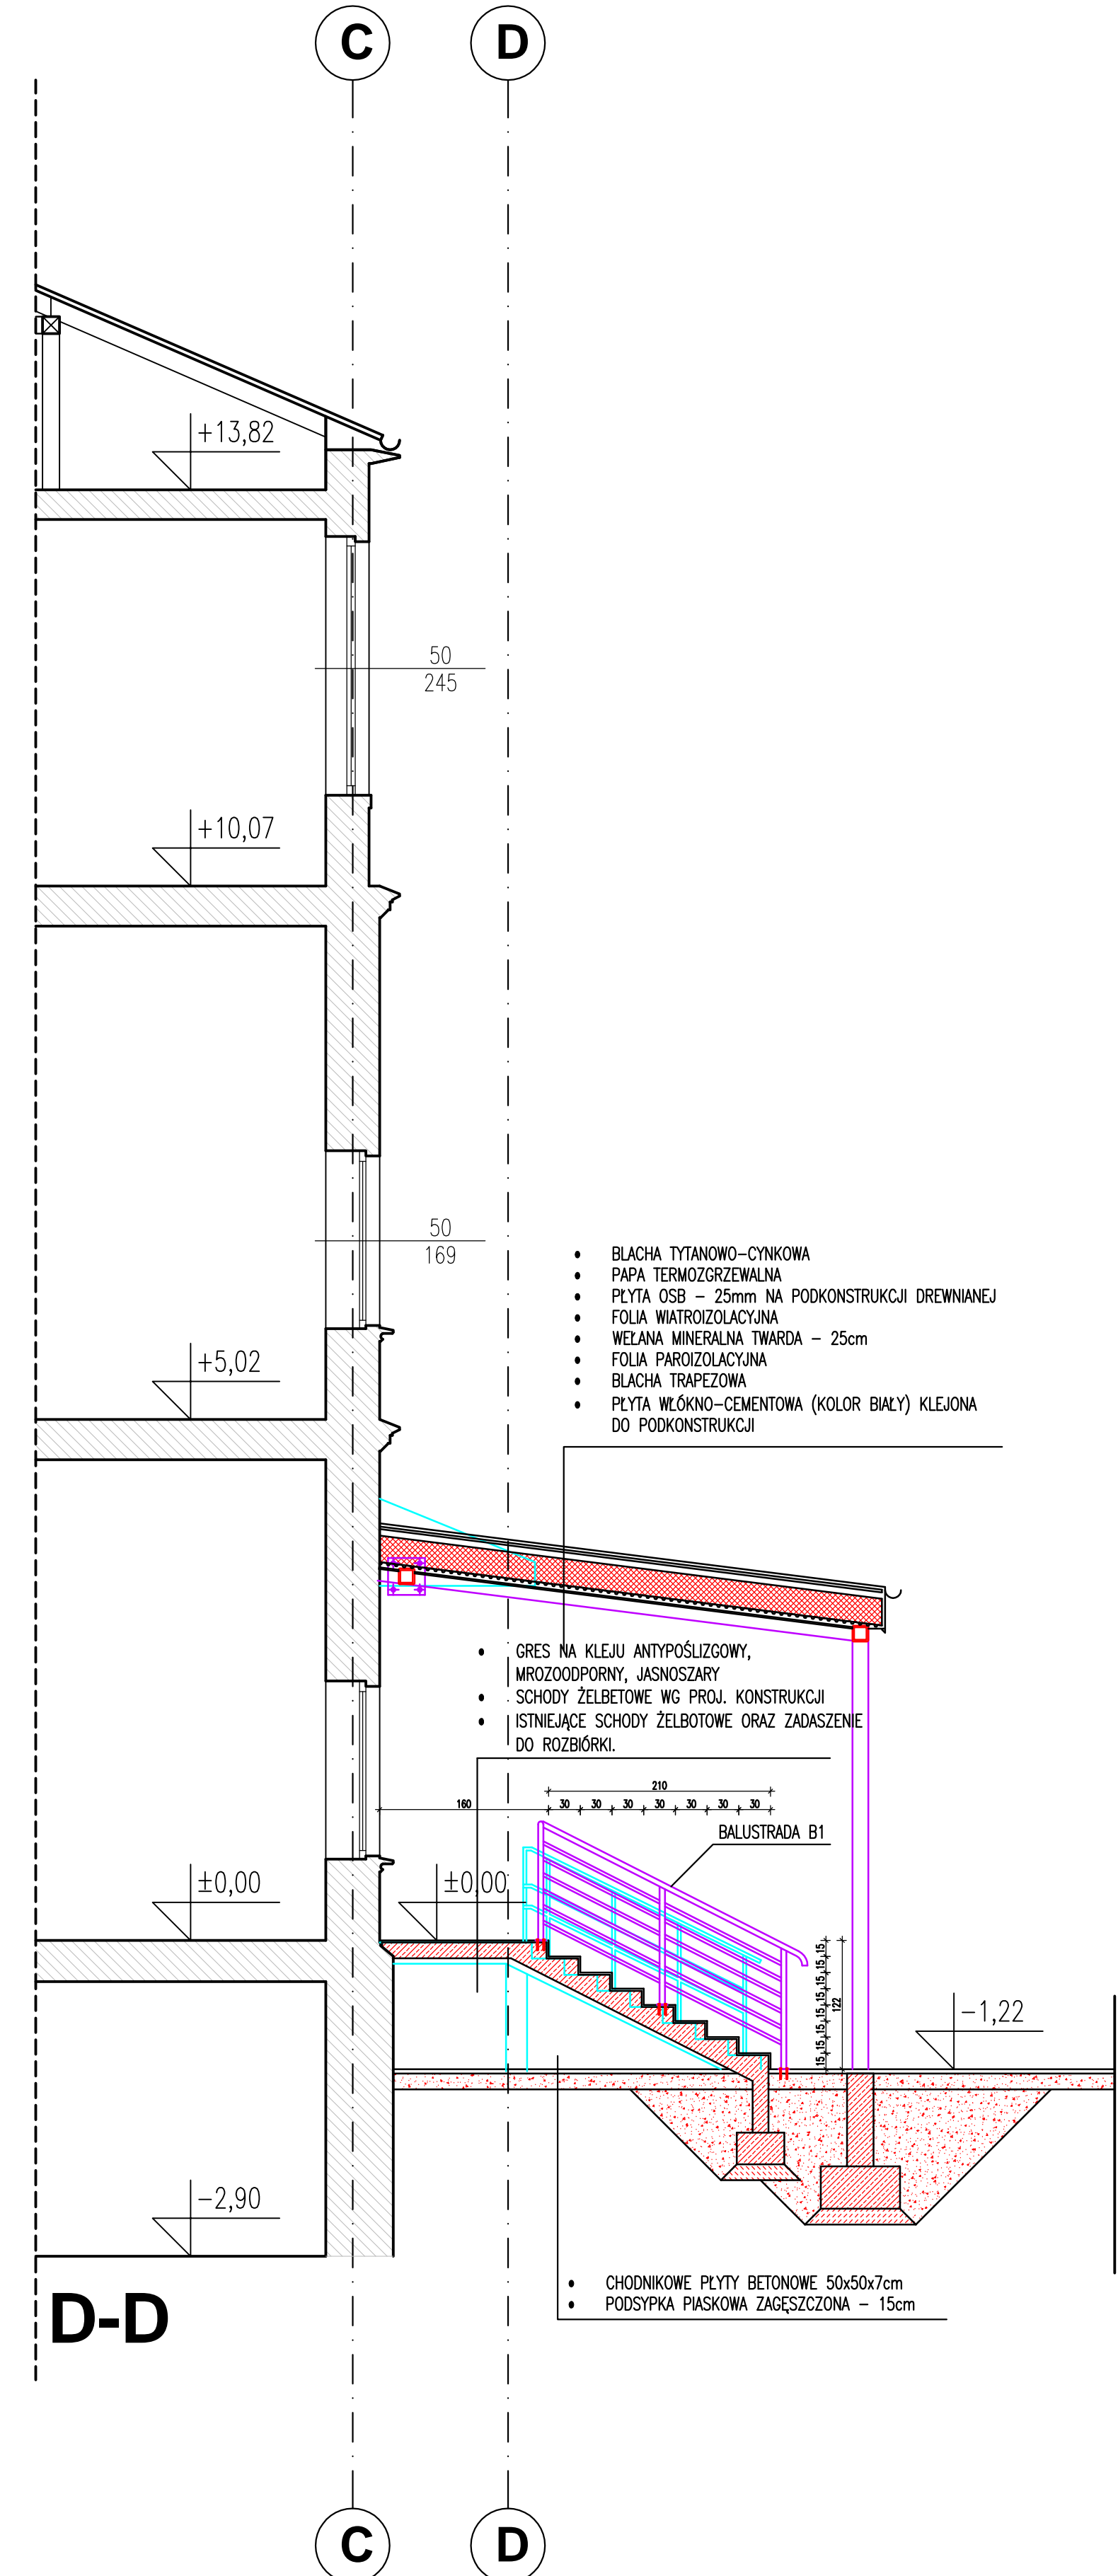 C D
+13,82
50
245
+10,07
50
169
• BLACHA TYTANOWO-CYNKOWA
• PAPA TERMOZGRZEWALNA
• PŁYTA OSB – 25mm NA PODKONSTRUKCJI DREWNIANEJ
• FOLIA WIATROIZOLACYJNA
• WEŁANA MINERALNA TWARDA – 25cm
• FOLIA PAROIZOLACYJNA
• BLACHA TRAPEZOWA
• PŁYTA WŁÓKNO-CEMENTOWA (KOLOR BIAŁY) KLEJONA
DO PODKONSTRUKCJI
+5,02
• GRES NA KLEJU ANTYPOŚLIZGOWY,
MROZOODPORNY, JASNOSZARY
• SCHODY ŻELBETOWE WG PROJ. KONSTRUKCJI
• ISTNIEJĄCE SCHODY ŻELBOTOWE ORAZ ZADASZENIE
DO ROZBIÓRKI.
210
160 30 30 30 30 30 30 30
BALUSTRADA B1
±0,00 ±0,00
15 15 15 15 15 15 15 15
122
-1,22
-2,90
D-D
• CHODNIKOWE PŁYTY BETONOWE 50x50x7cm
• PODSYPKA PIASKOWA ZAGĘSZCZONA – 15cm
C D